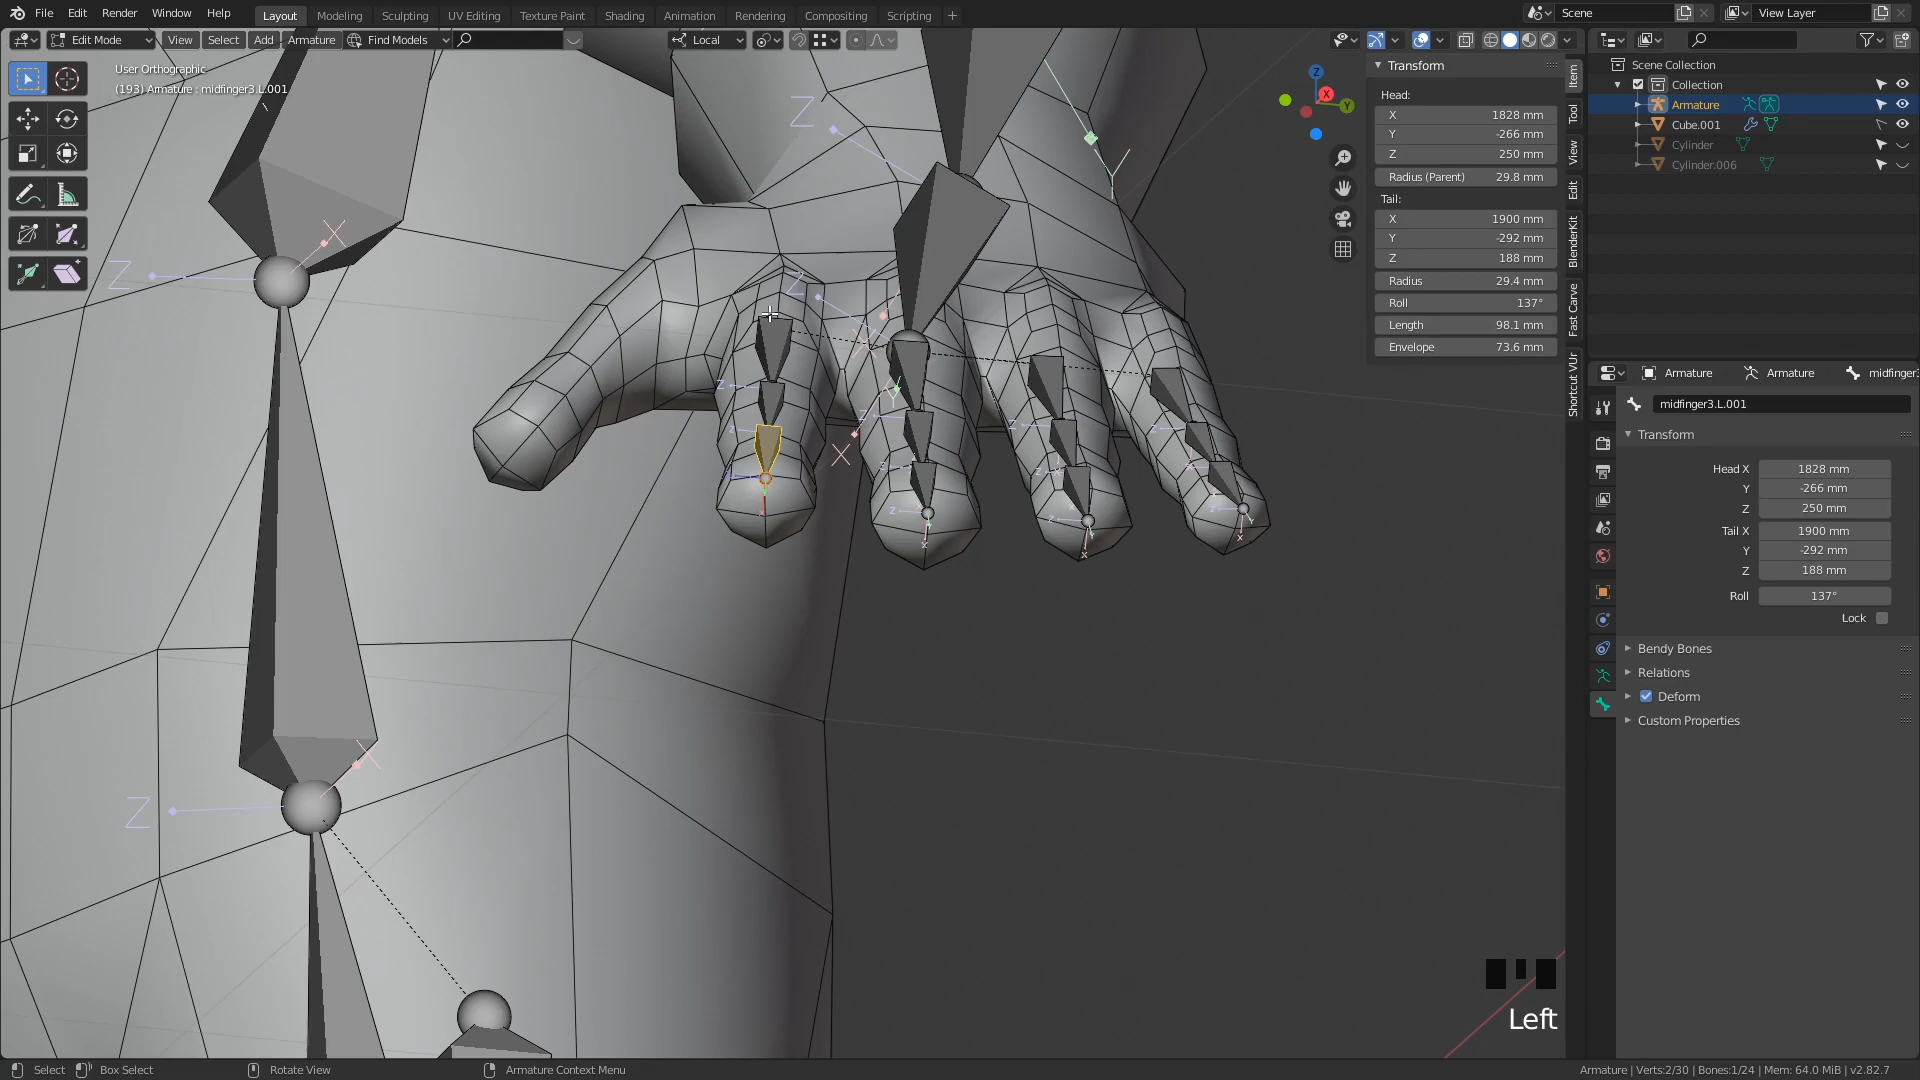 File Edit Render Window Help
Layout Modeling Sculpting UV Editing Texture Paint Shading Animation Rendering Compositing Scripting +
Scene
View Layer
Edit Mode View Select Add Armature Find Models
Local
User Orthographic
(193) Armature : midfinger3.L.001
Transform
Head:
X 1828 mm
Y -266 mm
Z 250 mm
Radius (Parent) 29.8 mm
Tail:
X 1900 mm
Y -292 mm
Z 188 mm
Radius 29.4 mm
Roll 137°
Length 98.1 mm
Envelope 73.6 mm
Item
Tool
View
Edit
BlenderKit
Fast Carve
Shortcut VUr
Scene Collection
Collection
Armature
Cube.001
Cylinder
Cylinder.006
Armature Armature midfinger:
midfinger3.L.001
Transform
Head X 1828 mm
Y -266 mm
Z 250 mm
Tail X 1900 mm
Y -292 mm
Z 188 mm
Roll 137°
Lock
Bendy Bones
Relations
Deform
Custom Properties
Left
Select Box Select Rotate View Armature Context Menu
Armature | Verts:2/30 | Bones:1/24 | Mem: 64.0 MiB | v2.82.7